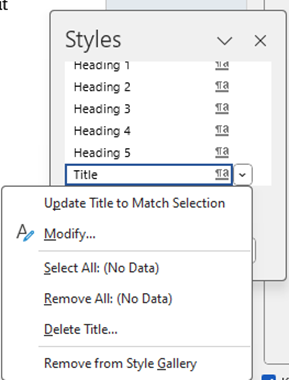 Styles
Heading 1
Heading 2
Heading 3
Heading 4
Heading 5
Title
Update Title to Match Selection
Modify...
Select All: (No Data)
Remove All: (No Data)
Delete Title...
Remove from Style Gallery